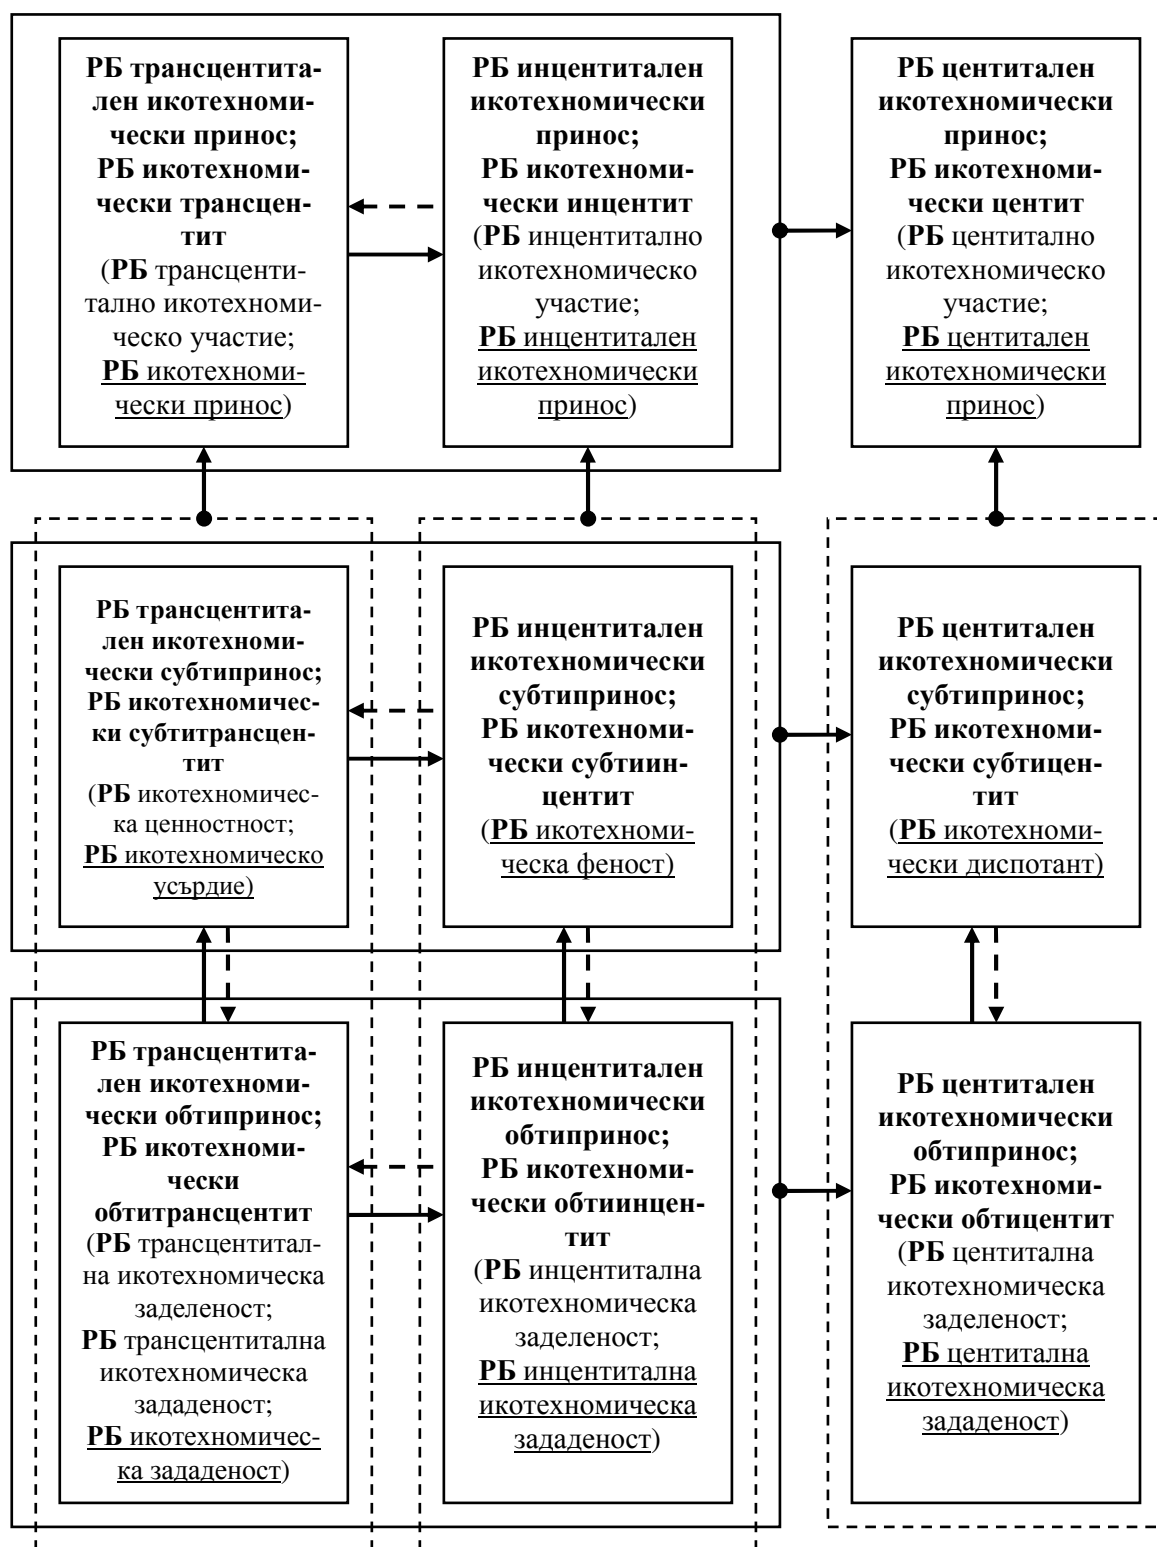 РБ трансцентита-
лен икотехноми-
чески принос;
РБ икотехноми-
чески трансцен-
тит
(РБ трансценти-
тално икотехноми-
ческо участие;
РБ икотехноми-
чески принос)
РБ инцентитален
икотехномически
принос;
РБ икотехноми-
чески инцентит
(РБ инцентитално
икотехномическо
участие;
РБ инцентитален
икотехномически
принос)
РБ центитален
икотехномически
принос;
РБ икотехноми-
чески центит
(РБ центитално
икотехномическо
участие;
РБ центитален
икотехномически
принос)
РБ трансцентита-
лен икотехноми-
чески субтипринос;
РБ икотехномичес-
ки субтитрансцен-
тит
(РБ икотехномичес-
ка ценностност;
РБ икотехномическо
усърдие)
РБ инцентитален
икотехномически
субтипринос;
РБ икотехноми-
чески субтиин-
центит
(РБ икотехноми-
ческа феност)
РБ центитален
икотехномически
субтипринос;
РБ икотехноми-
чески субтицен-
тит
(РБ икотехноми-
чески диспотант)
РБ трансцентита-
лен икотехноми-
чески обтипринос;
РБ икотехноми-
чески
обтитрансцентит
(РБ трансцентитал-
на икотехномическа
заделеност;
РБ трансцентитална
икотехномическа
зададеност;
РБ икотехномичес-
ка зададеност)
РБ инцентитален
икотехномически
обтипринос;
РБ икотехноми-
чески обтиинцен-
тит
(РБ инцентитална
икотехномическа
заделеност;
РБ инцентитална
икотехномическа
зададеност)
РБ центитален
икотехномически
обтипринос;
РБ икотехноми-
чески обтицентит
(РБ центитална
икотехномическа
заделеност;
РБ центитална
икотехномическа
зададеност)